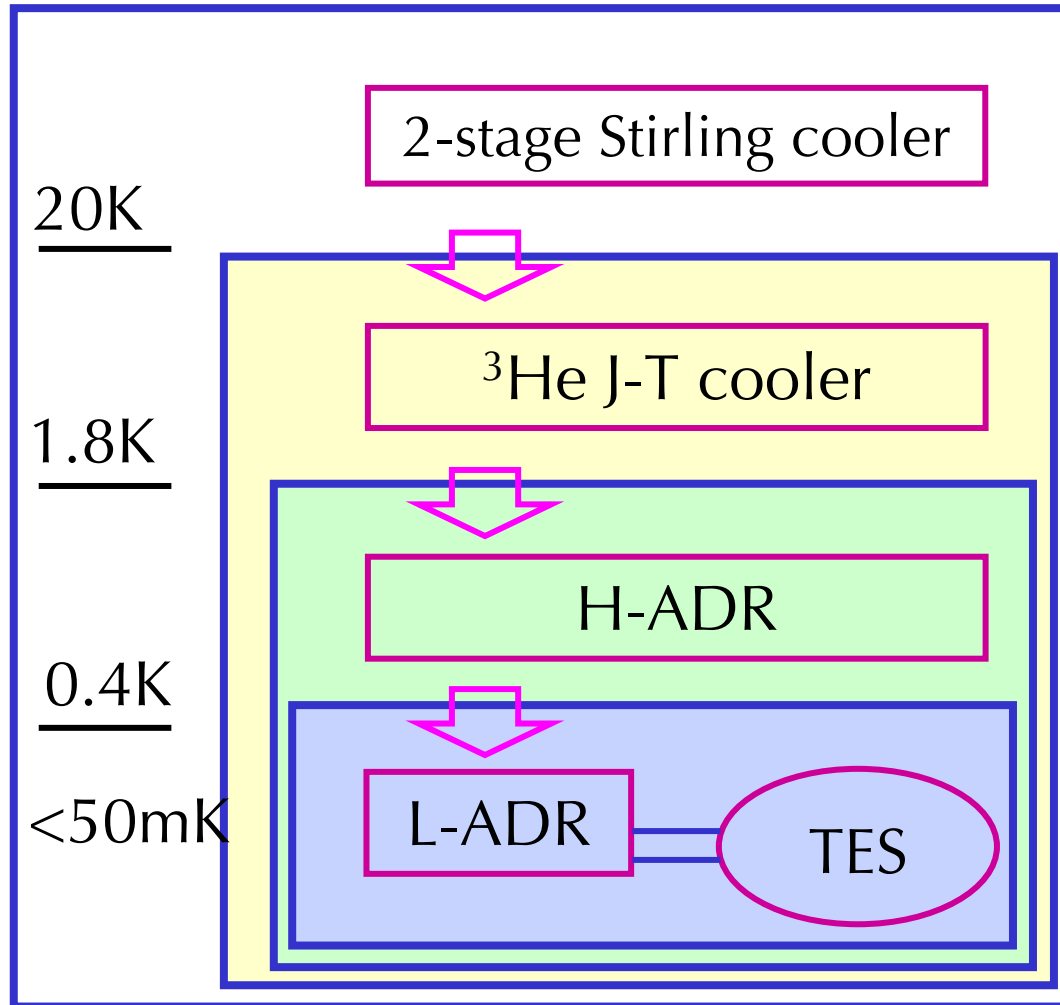 2-stage Stirling cooler
20K
³He J-T cooler
1.8K
H-ADR
0.4K
<50mK
L-ADR
TES